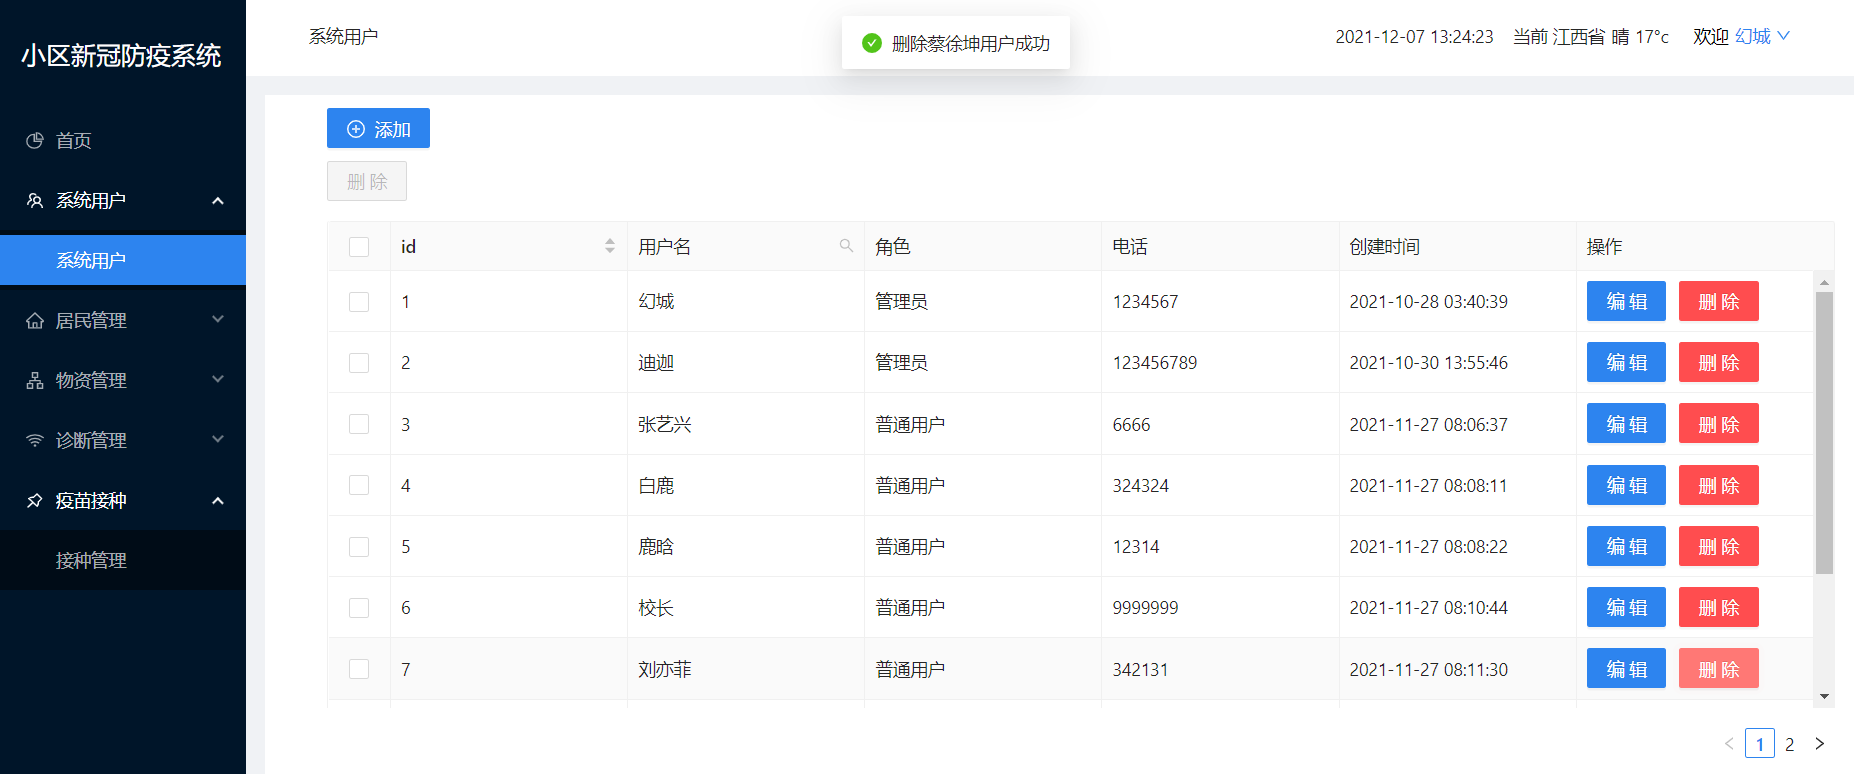 小区新冠防疫系统
首页
系统用户
系统用户
居民管理
物资管理
诊断管理
疫苗接种
接种管理
系统用户
删除蔡徐坤用户成功
2021-12-07 13:24:23 当前 江西省 晴 17°c 欢迎 幻城
添加
删 除
id 用户名 角色 电话 创建时间 操作
1 幻城 管理员 1234567 2021-10-28 03:40:39 编 辑 删 除
2 迪迦 管理员 123456789 2021-10-30 13:55:46 编 辑 删 除
3 张艺兴 普通用户 6666 2021-11-27 08:06:37 编 辑 删 除
4 白鹿 普通用户 324324 2021-11-27 08:08:11 编 辑 删 除
5 鹿晗 普通用户 12314 2021-11-27 08:08:22 编 辑 删 除
6 校长 普通用户 9999999 2021-11-27 08:10:44 编 辑 删 除
7 刘亦菲 普通用户 342131 2021-11-27 08:11:30 编 辑 删 除
1 2